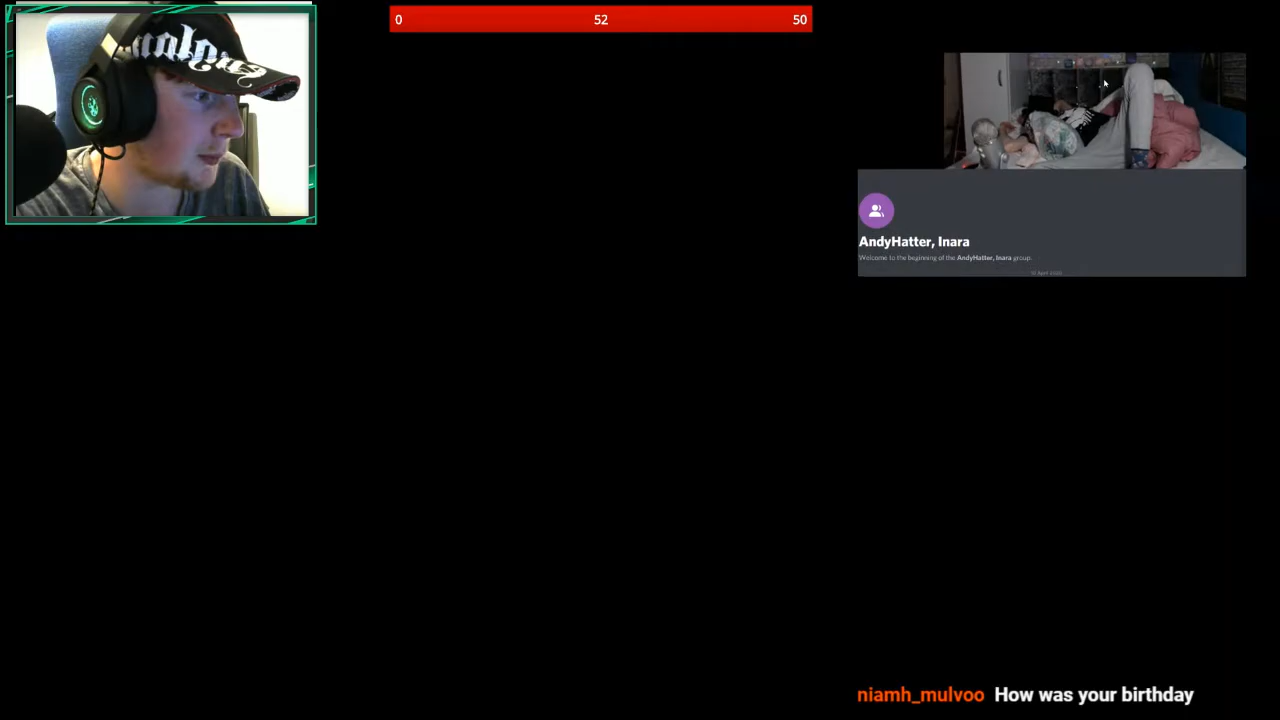 0 52 50
AndyHatter, Inara
Welcome to the beginning of the AndyHatter, Inara group.
niamh_mulvoo How was your birthday